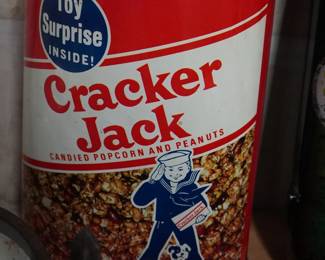 Toy
Surprise
INSIDE!
Cracker
Jack
CANDIED POPCORN AND PEANUTS